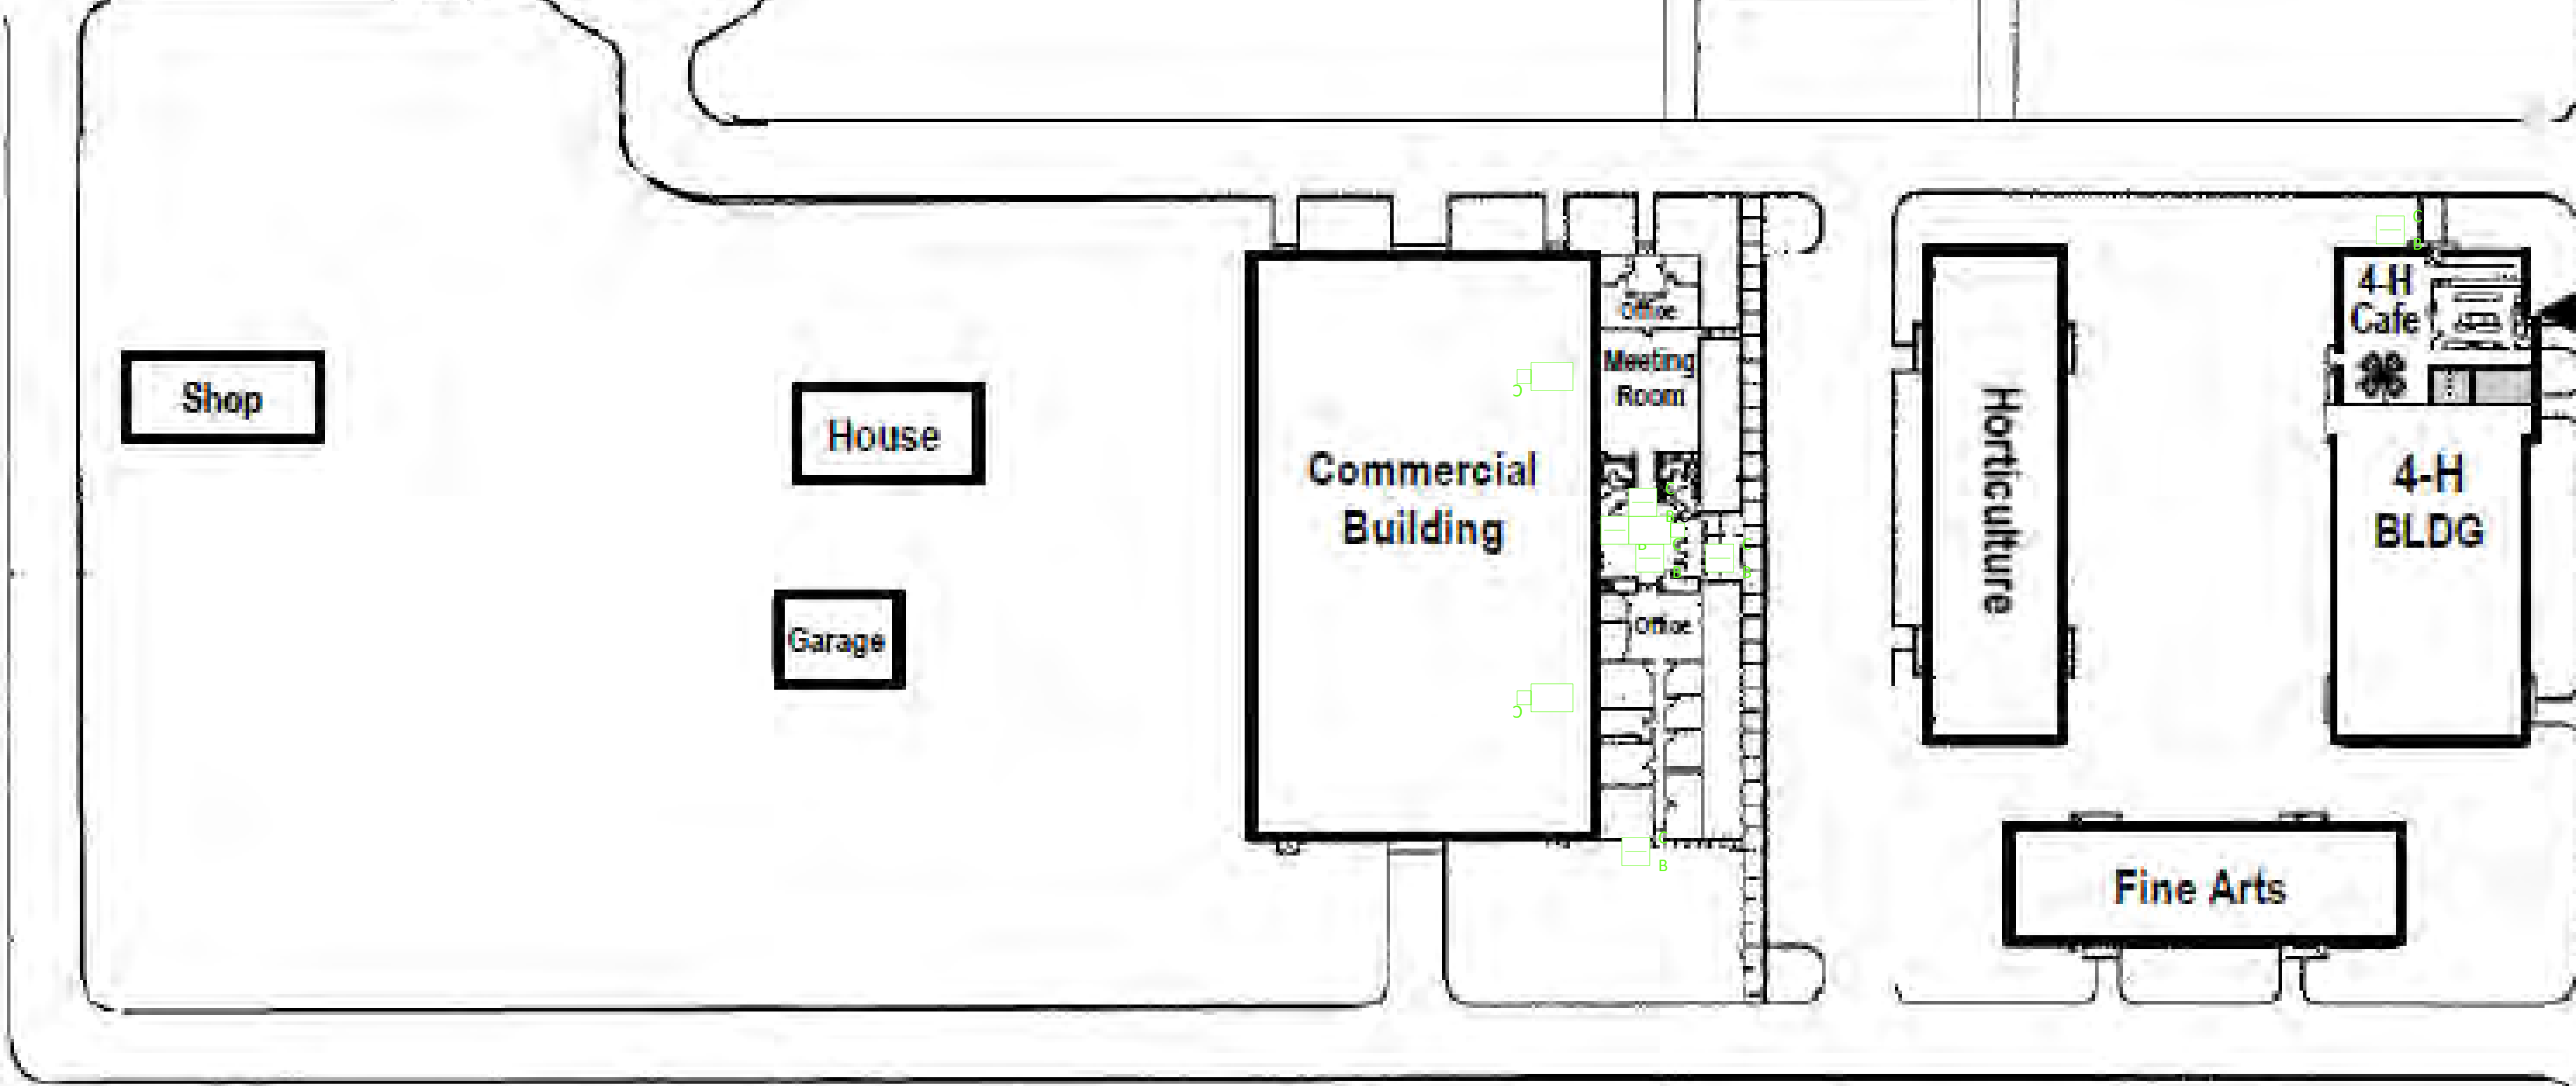 Shop
House
Garage
Commercial
Building
Office
Meeting
Room
Office
Horticulture
4-H
Cafe
4-H
BLDG
Fine Arts
C
B
C
C
C
B
B
C
B
C
B
C
B